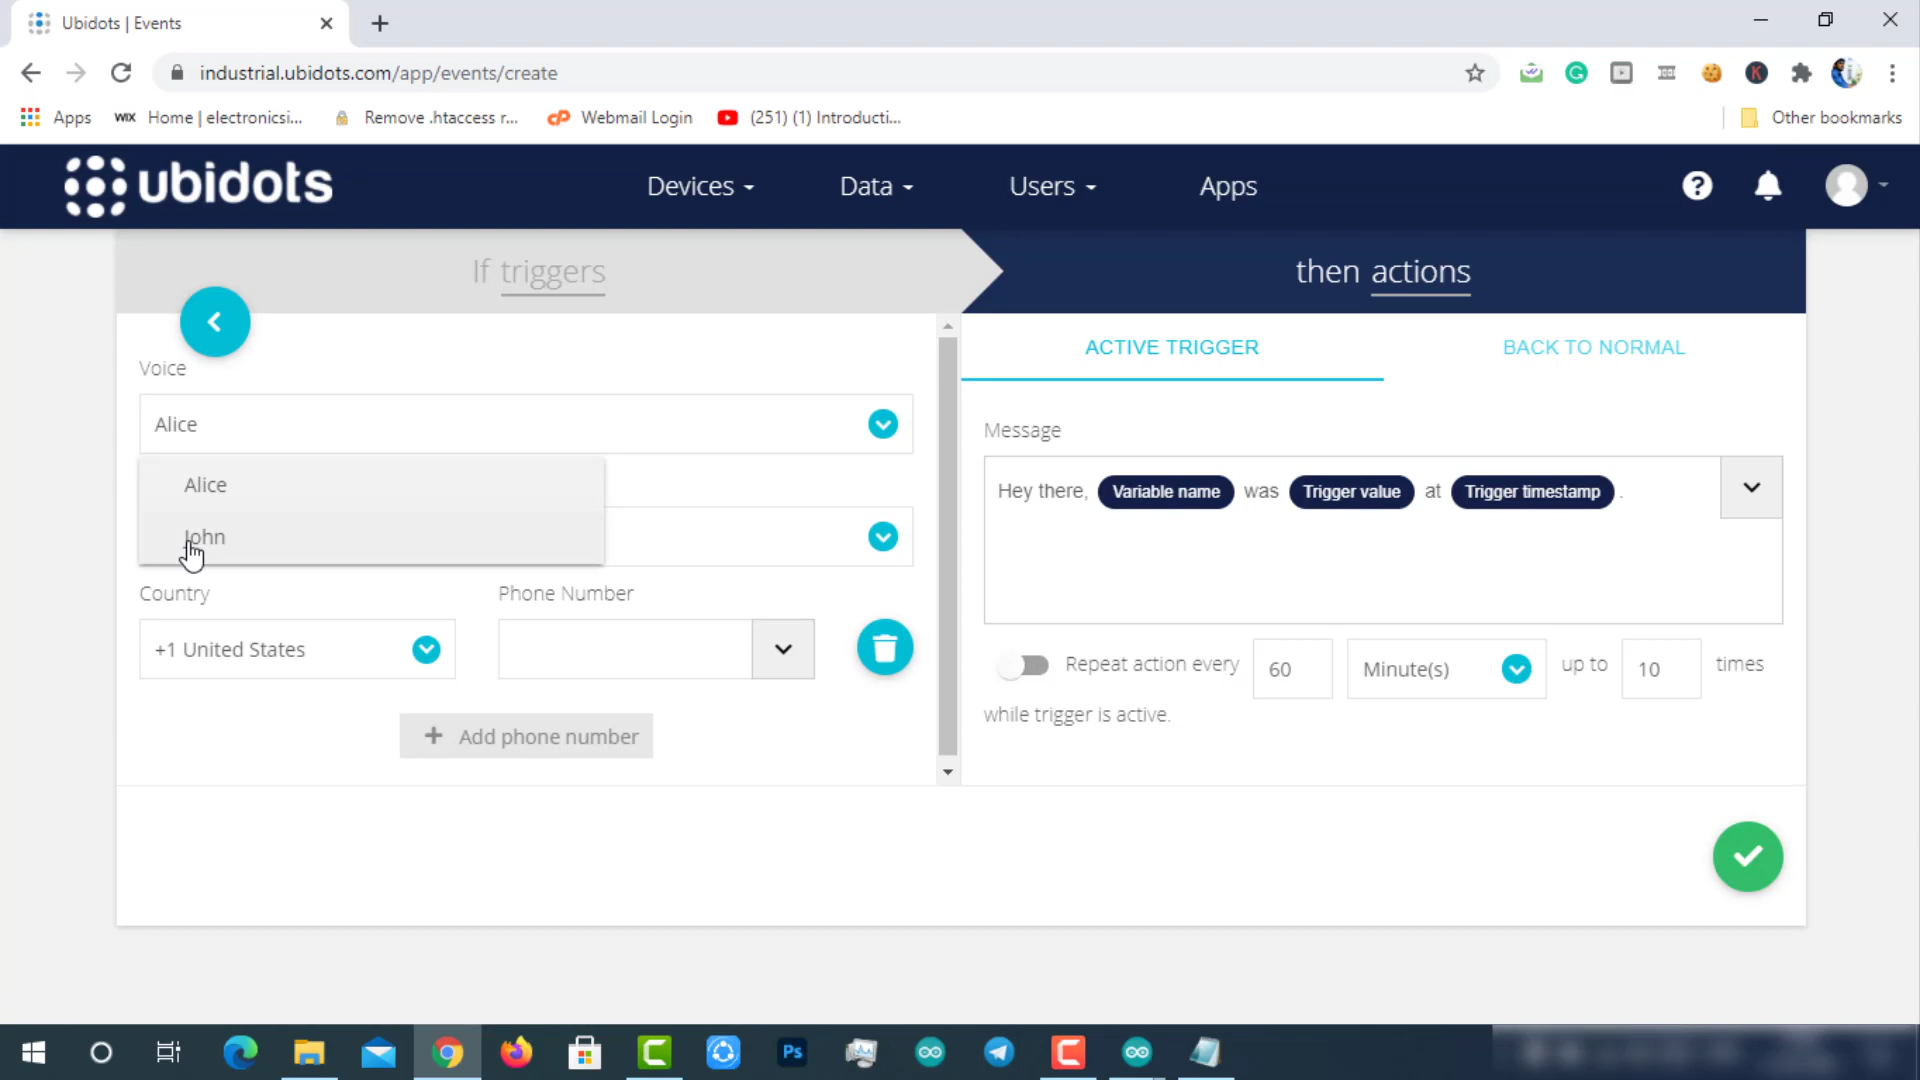 Ubidots | Events
industrial.ubidots.com/app/events/create
Apps
WIX Home | electronicsi...
Remove .htaccess r...
cP Webmail Login
(251) (1) Introducti...
Other bookmarks
ubidots
Devices
Data
Users
Apps
If triggers
then actions
Voice
Alice
Alice
John
Country
Phone Number
+1 United States
+ Add phone number
ACTIVE TRIGGER
BACK TO NORMAL
Message
Hey there, Variable name was Trigger value at Trigger timestamp .
Repeat action every 60 Minute(s) up to 10 times
while trigger is active.
Ps